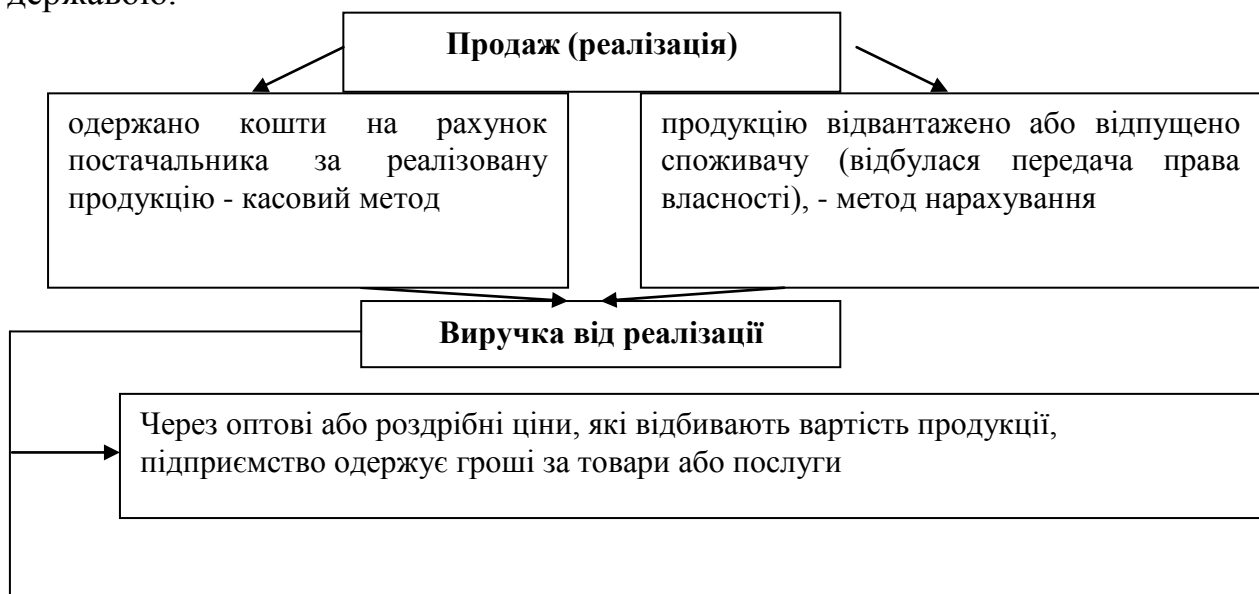 державою.
Продаж (реалізація)
одержано кошти на рахунок
постачальника за реалізовану
продукцію - касовий метод
продукцію відвантажено або відпущено
споживачу (відбулася передача права
власності), - метод нарахування
Виручка від реалізації
Через оптові або роздрібні ціни, які відбивають вартість продукції,
підприємство одержує гроші за товари або послуги